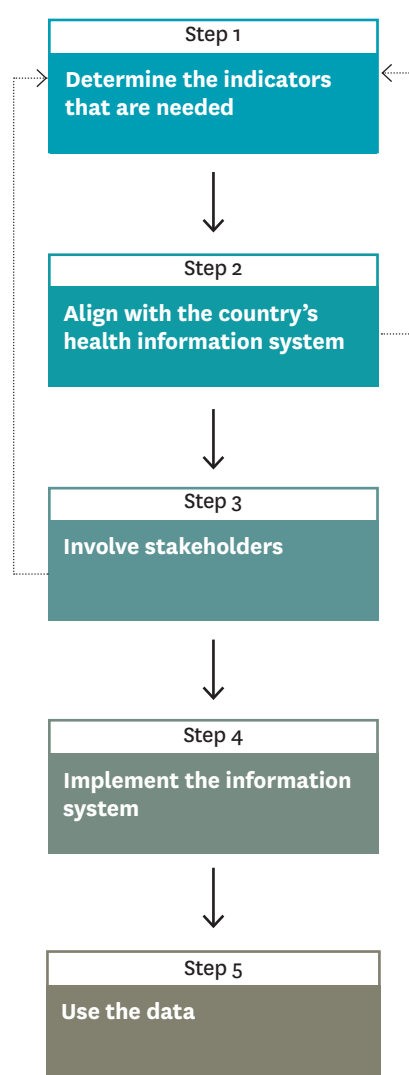 Step 1
Determine the indicators
that are needed
Step 2
Align with the country’s
health information system
Step 3
Involve stakeholders
Step 4
Implement the information
system
Step 5
Use the data